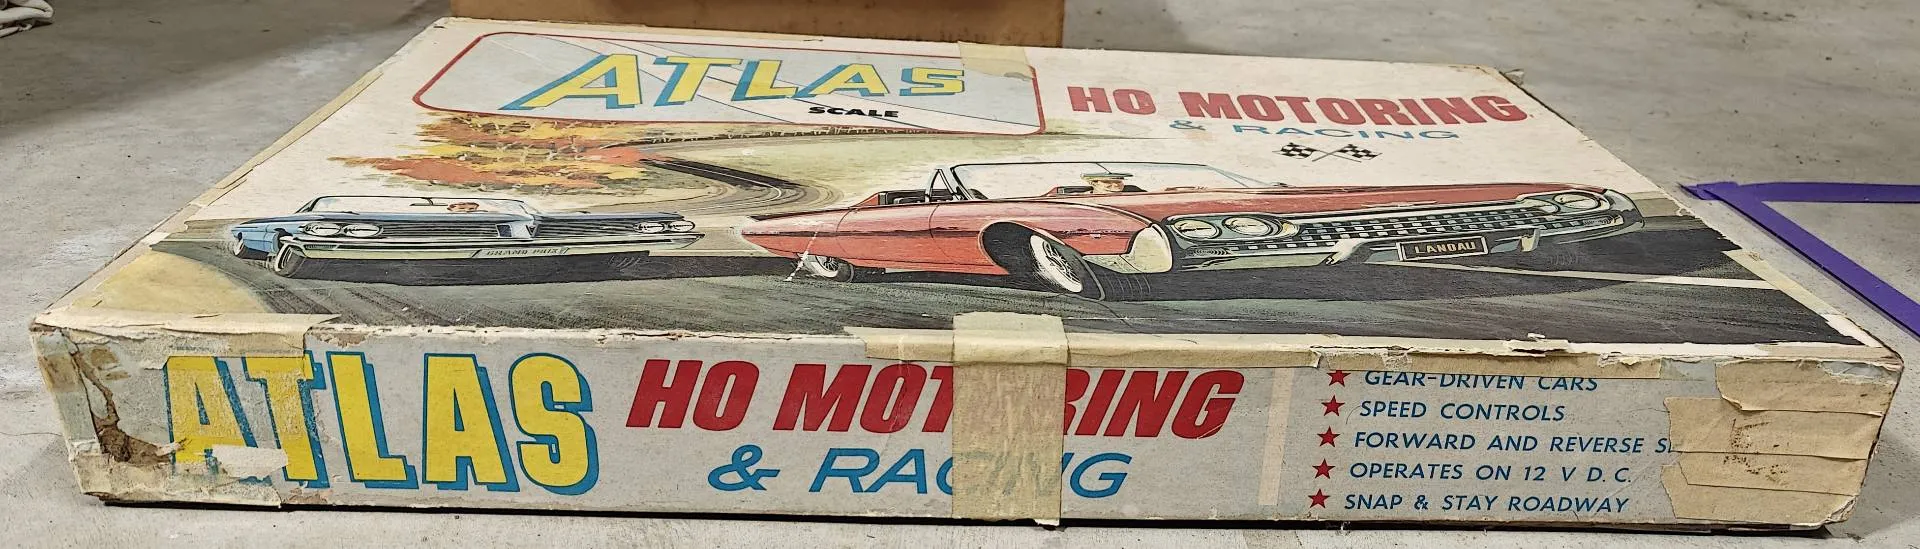 ATLAS
SCALE
HO MOTORING
& RACING
GRAND PRIX
LANDAU
ATLAS
HO MOTORING
& RACING
★ GEAR-DRIVEN CARS
★ SPEED CONTROLS
★ FORWARD AND REVERSE
★ OPERATES ON 12 V D.C.
★ SNAP & STAY ROADWAY